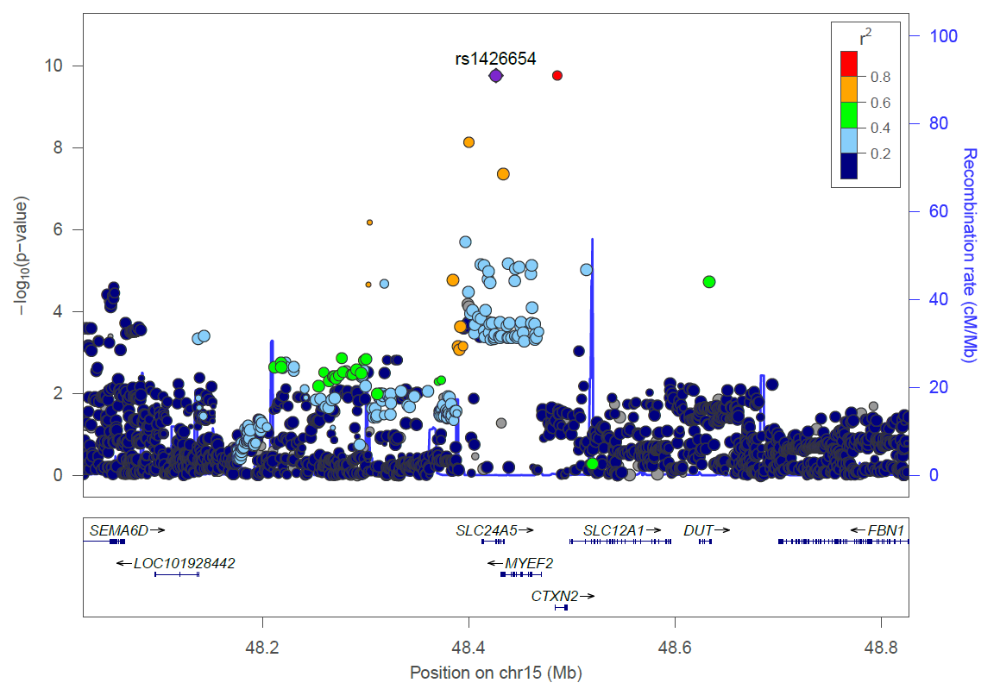 rs1426654
r2
0.8
0.6
0.4
0.2
10
8
6
4
2
0
−log10(p−value)
100
80
60
40
20
0
Recombination rate (cM/Mb)
SEMA6D→
SLC24A5→
SLC12A1→
DUT→
←FBN1
←LOC101928442
←MYEF2
CTXN2→
48.2
48.4
48.6
48.8
Position on chr15 (Mb)